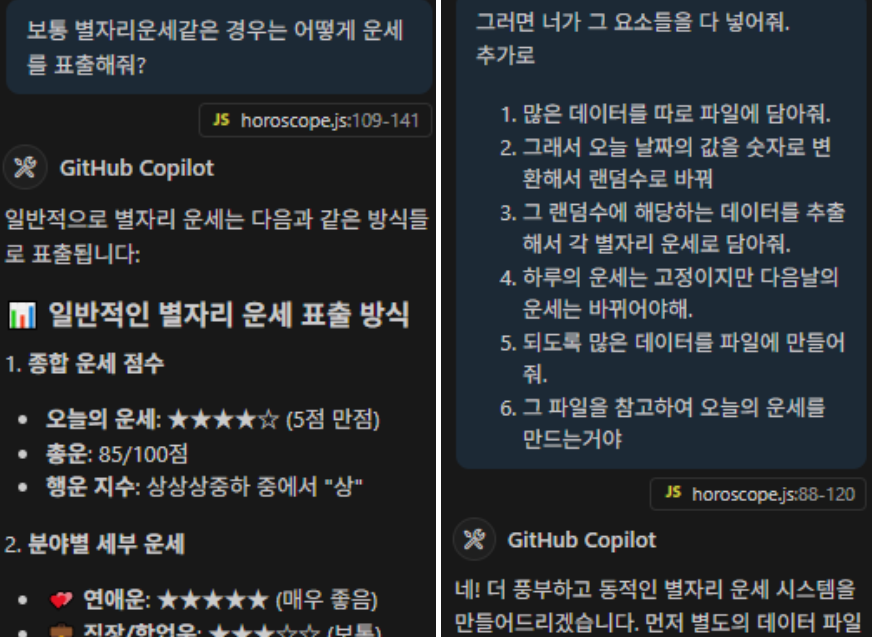 보통 별자리운세같은 경우는 어떻게 운세
를 표출해줘?
JS horoscope.js:109-141
GitHub Copilot
일반적으로 별자리 운세는 다음과 같은 방식들
로 표출됩니다:
📊 일반적인 별자리 운세 표출 방식
1. 종합 운세 점수
• 오늘의 운세: ★★★★☆ (5점 만점)
• 총운: 85/100점
• 행운 지수: 상상상중하 중에서 "상"
2. 분야별 세부 운세
• 💕 연애운: ★★★★★ (매우 좋음)
• 💼 직장/학업운: ★★★☆☆ (보통)
그러면 너가 그 요소들을 다 넣어줘.
추가로
1. 많은 데이터를 따로 파일에 담아줘.
2. 그래서 오늘 날짜의 값을 숫자로 변
환해서 랜덤수로 바꿔
3. 그 랜덤수에 해당하는 데이터를 추출
해서 각 별자리 운세로 담아줘.
4. 하루의 운세는 고정이지만 다음날의
운세는 바뀌어야해.
5. 되도록 많은 데이터를 파일에 만들어
줘.
6. 그 파일을 참고하여 오늘의 운세를
만드는거야
JS horoscope.js:88-120
GitHub Copilot
네! 더 풍부하고 동적인 별자리 운세 시스템을
만들어드리겠습니다. 먼저 별도의 데이터 파일